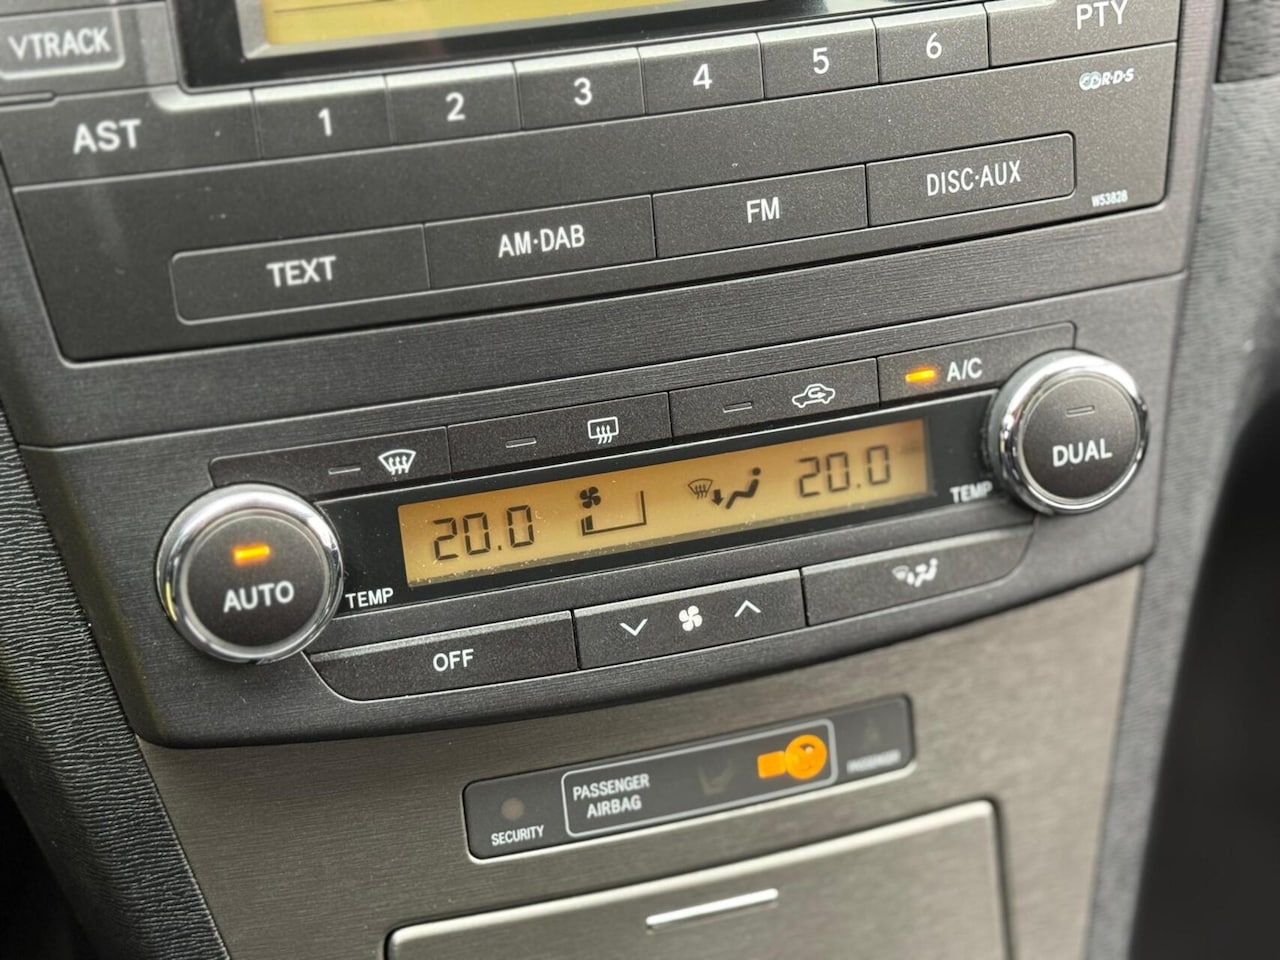 VTRACK
AST
1
2
3
4
5
6
PTY
R·D·S
TEXT
AM·DAB
FM
DISC·AUX
W53828
A/C
AUTO
TEMP
20.0
20.0
TEMP
DUAL
OFF
SECURITY
PASSENGER
AIRBAG
PASSENGER